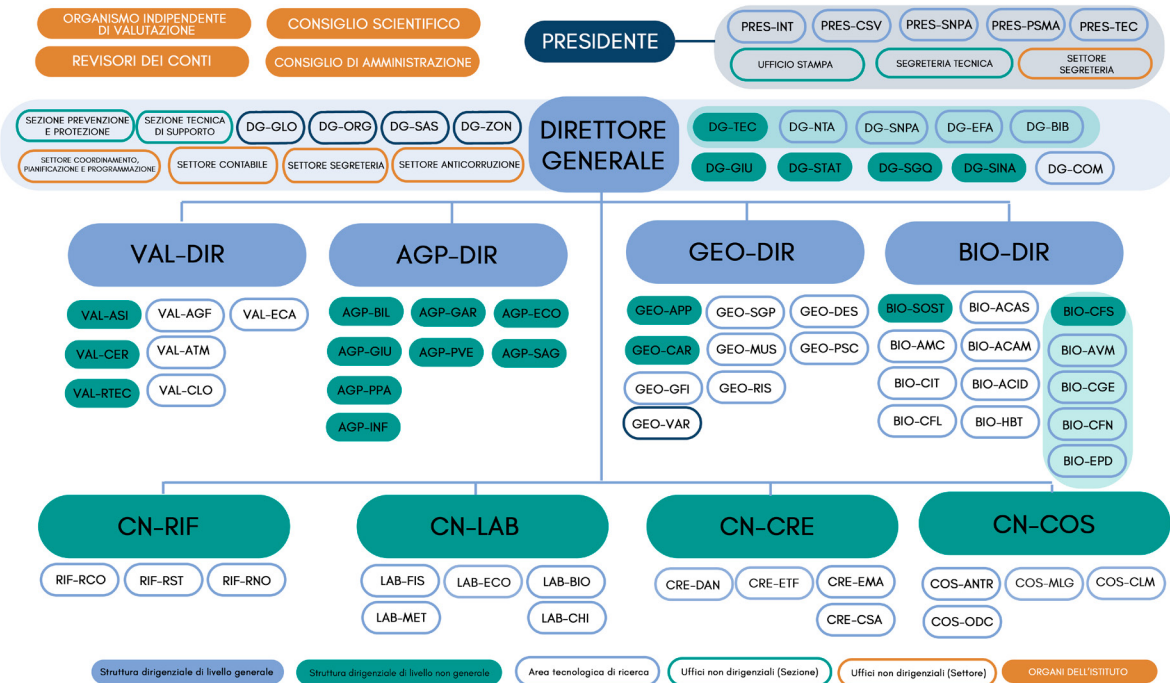 ORGANISMO INDIPENDENTE
DI VALUTAZIONE
CONSIGLIO SCIENTIFICO
REVISORI DEI CONTI
CONSIGLIO DI AMMINISTRAZIONE
PRESIDENTE
PRES-INT
PRES-CSV
PRES-SNPA
PRES-PSMA
PRES-TEC
UFFICIO STAMPA
SEGRETERIA TECNICA
SETTORE
SEGRETERIA
SEZIONE PREVENZIONE
E PROTEZIONE
SEZIONE TECNICA
DI SUPPORTO
DG-GLO
DG-ORG
DG-SAS
DG-ZON
SETTORE COORDINAMENTO,
PIANIFICAZIONE E PROGRAMMAZIONE
SETTORE CONTABILE
SETTORE SEGRETERIA
SETTORE ANTICORRUZIONE
DIRETTORE
GENERALE
DG-TEC
DG-NTA
DG-SNPA
DG-EFA
DG-BIB
DG-GIU
DG-STAT
DG-SGQ
DG-SINA
DG-COM
VAL-DIR
AGP-DIR
GEO-DIR
BIO-DIR
VAL-ASI
VAL-AGF
VAL-ECA
VAL-CER
VAL-ATM
VAL-RTEC
VAL-CLO
AGP-BIL
AGP-GAR
AGP-ECO
AGP-GIU
AGP-PVE
AGP-SAG
AGP-PPA
AGP-INF
GEO-APP
GEO-SGP
GEO-DES
GEO-CAR
GEO-MUS
GEO-PSC
GEO-GFI
GEO-RIS
GEO-VAR
BIO-SOST
BIO-ACAS
BIO-CFS
BIO-AMC
BIO-ACAM
BIO-AVM
BIO-CIT
BIO-ACID
BIO-CGE
BIO-CFL
BIO-HBT
BIO-CFN
BIO-EPD
CN-RIF
CN-LAB
CN-CRE
CN-COS
RIF-RCO
RIF-RST
RIF-RNO
LAB-FIS
LAB-ECO
LAB-BIO
LAB-MET
LAB-CHI
CRE-DAN
CRE-ETF
CRE-EMA
CRE-CSA
COS-ANTR
COS-MLG
COS-CLM
COS-ODC
Struttura dirigenziale di livello generale
Struttura dirigenziale di livello non generale
Area tecnologica di ricerca
Uffici non dirigenziali (Sezione)
Uffici non dirigenziali (Settore)
ORGANI DELL'ISTITUTO